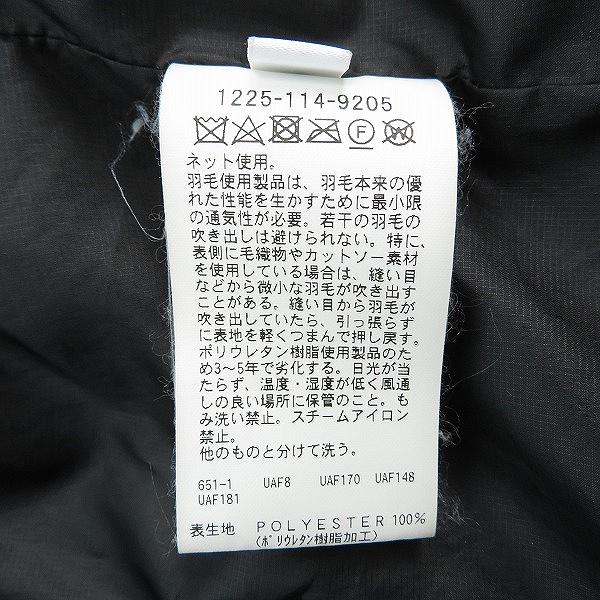 1225-114-9205
F W
ネット使用。
羽毛使用製品は、羽毛本来の優
れた性能を生かすために最小限
の通気性が必要。若干の羽毛の
吹き出しは避けられない。特に、
表側に毛織物やカットソー素材
を使用している場合は、縫い目
などから微小な羽毛が吹き出す
ことがある。縫い目から羽毛が
吹き出していたら、引っ張らず
に表地を軽くつまんで押し戻す。
ポリウレタン樹脂使用製品のた
め3～5年で劣化する。日光が当
たらず、温度・湿度が低く風通
しの良い場所に保管のこと。も
み洗い禁止。スチームアイロン
禁止。
他のものと分けて洗う。
651-1 UAF8 UAF170 UAF148
UAF181
表生地 POLYESTER 100%
(ポリウレタン樹脂加工)